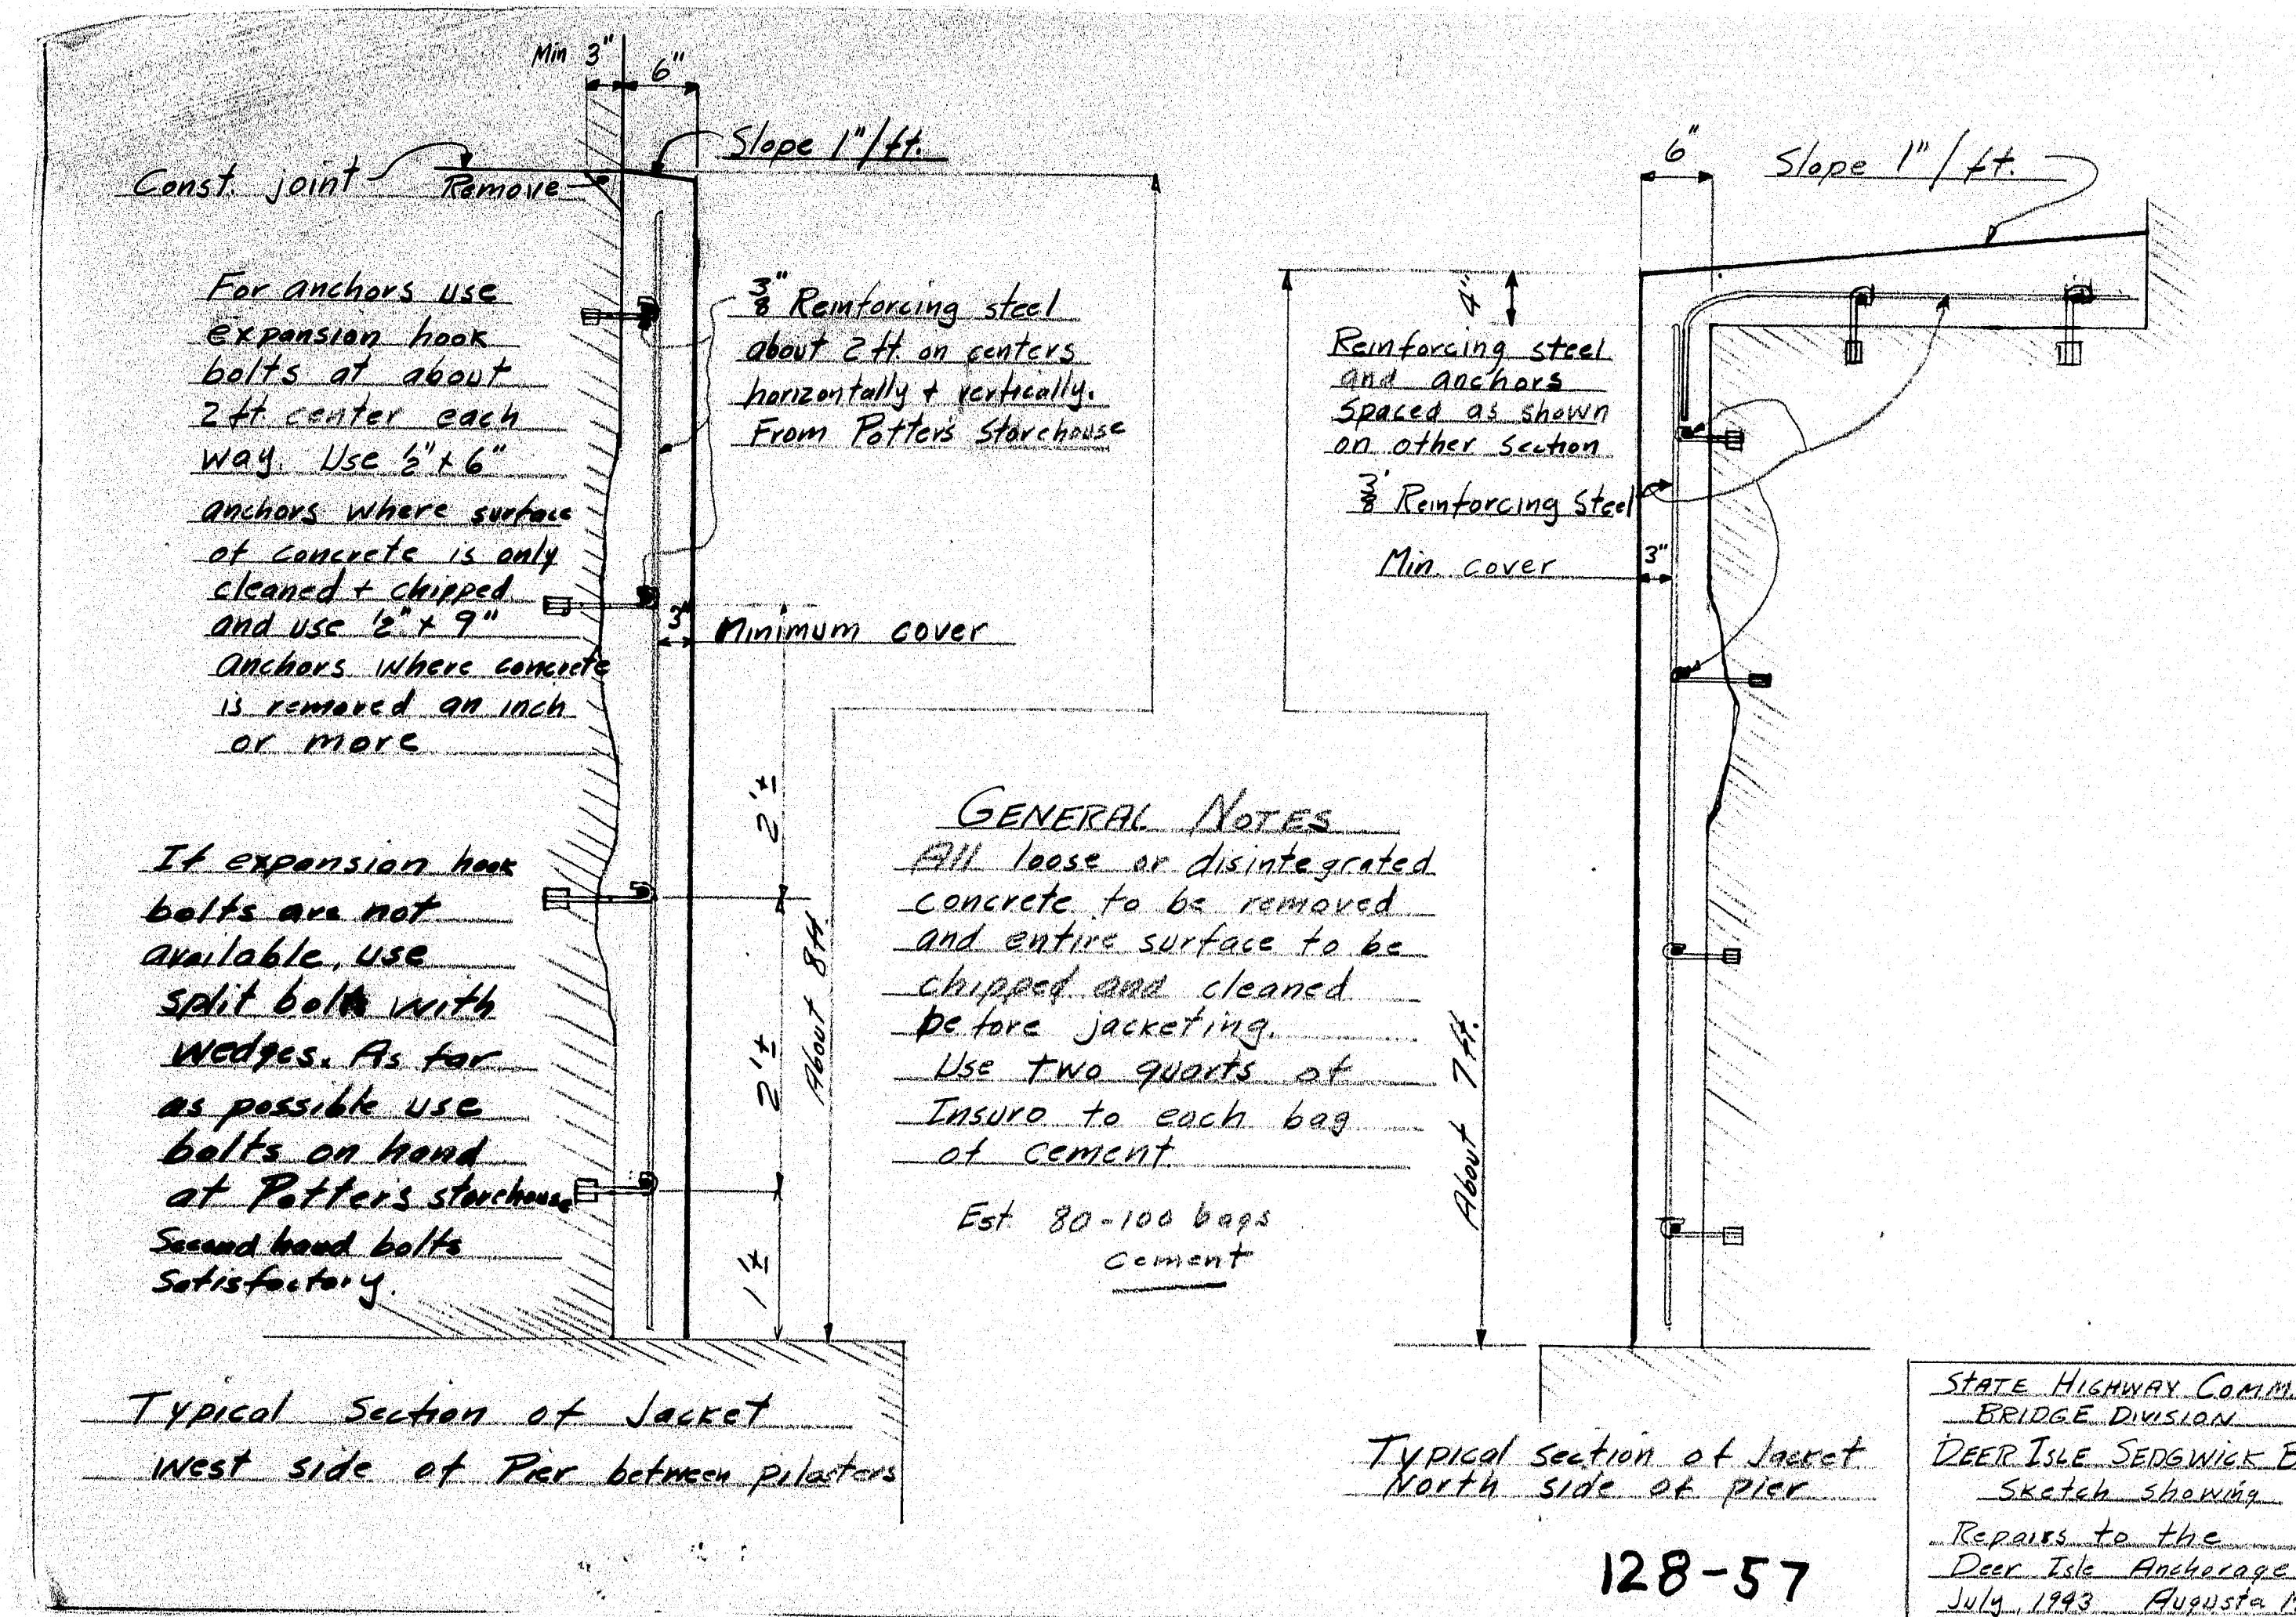 Min 3"
6"
Slope 1"/ft.
Const. joint
Remove
For anchors use
expansion hook
bolts at about
2 ft center each
way. Use ½" x 6"
anchors where surface
of concrete is only
cleaned + chipped
and use ½" x 9"
anchors where concrete
is removed an inch
or more
If expansion hook
bolts are not
available, use
split bolts with
wedges. As far
as possible use
bolts on hand
at Potter's storehouse
Second hand bolts
satisfactory.
⅜" Reinforcing steel
about 2 ft. on centers
horizontally + vertically.
From Potter's Storehouse
3"
Minimum cover
2'±
2'±
1'±
About 8 ft.
Typical Section of Jacket
West side of Pier between pilasters
GENERAL NOTES
All loose or disintegrated
concrete to be removed
and entire surface to be
chipped and cleaned
before jacketing.
Use two quarts of
Insuro to each bag
of cement
Est. 80-100 bags
cement
6"
Slope 1"/ft.
4"
Reinforcing steel
and anchors
spaced as shown
on other section
⅜" Reinforcing Steel
3"
Min. cover
About 7 ft.
Typical section of Jacket
North side of pier
128-57
STATE HIGHWAY COMM.
BRIDGE DIVISION
DEER ISLE SEDGWICK B
Sketch showing
Repairs to the
Deer Isle Anchorage
July, 1943 Augusta